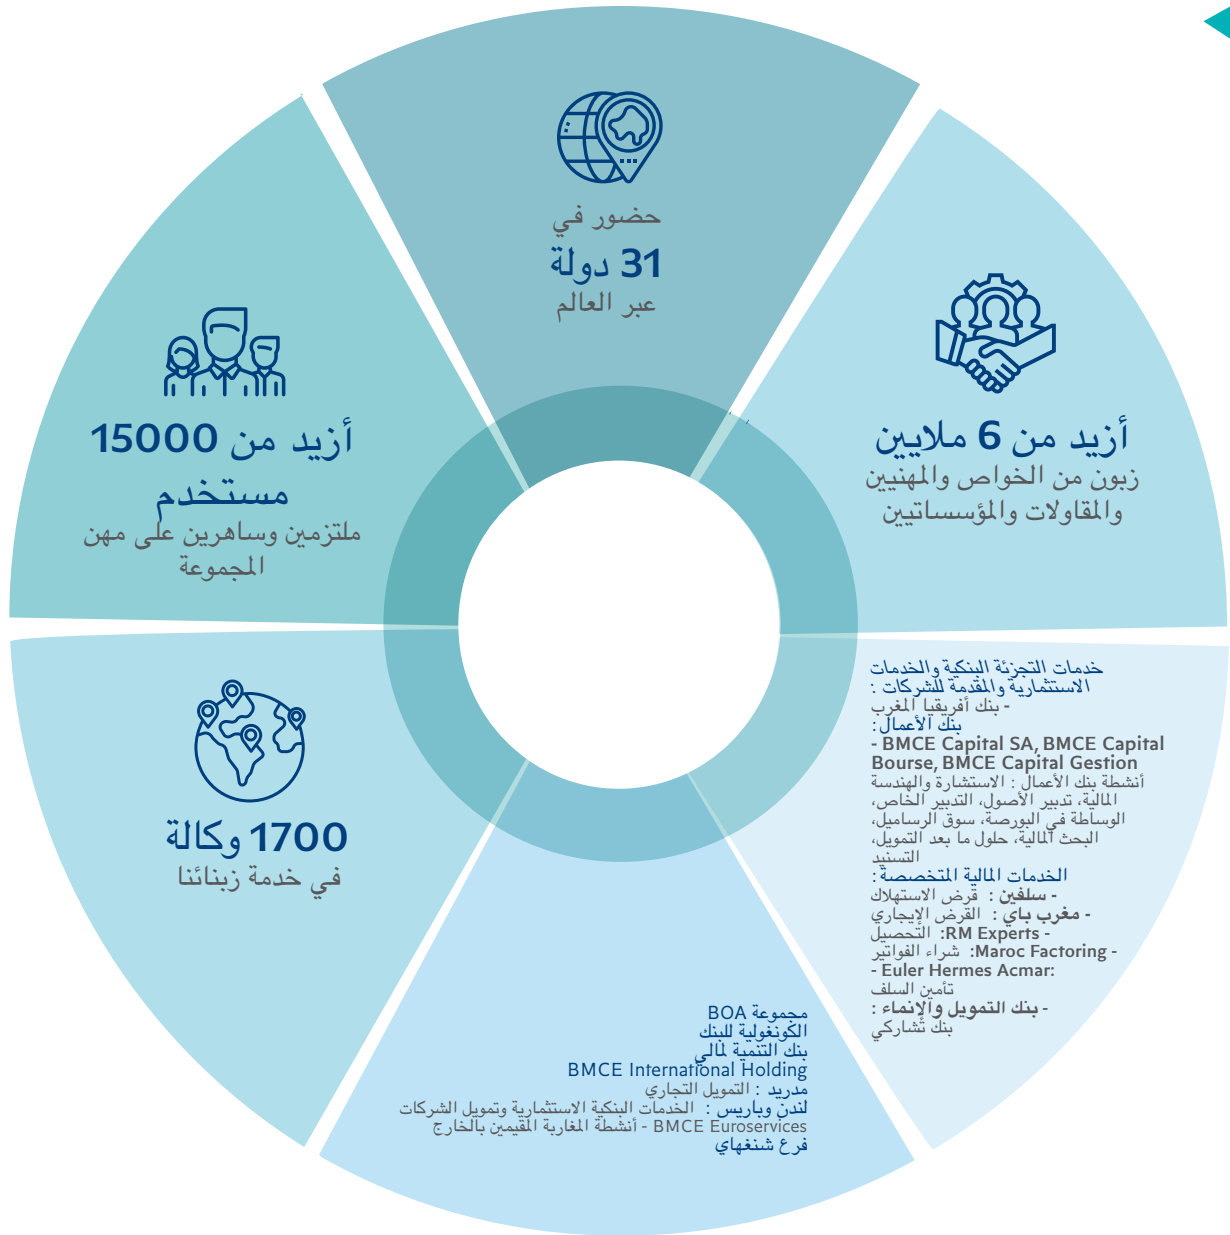 حضور في
31 دولة
عبر العالم
أزيد من 6 ملايين
زبون من الخواص والمهنيين
والمقاولات والمؤسساتيين
أزيد من 15000
مستخدم
ملتزمين وساهرين على مهن
المجموعة
خدمات التجزئة البنكية والخدمات
الاستثمارية والمقدمة للشركات :
- بنك أفريقيا المغرب
بنك الأعمال:
- BMCE Capital SA, BMCE Capital
Bourse, BMCE Capital Gestion
أنشطة بنك الأعمال : الاستشارة والهندسة
المالية، تدبير الأصول، التدبير الخاص،
الوساطة في البورصة، سوق الرساميل،
البحث المالية، حلول ما بعد التمويل،
التسنيد
الخدمات المالية المتخصصة:
- سلفين : قرض الاستهلاك
- مغرب باي : القرض الإيجاري
- RM Experts: التحصيل
- Maroc Factoring: شراء الفواتير
- Euler Hermes Acmar:
تأمين السلف
- بنك التمويل والإنماء :
بنك تشاركي
1700 وكالة
في خدمة زبنائنا
مجموعة BOA
الكونغولية للبنك
بنك التنمية لمالي
BMCE International Holding
مدريد : التمويل التجاري
لندن وباريس : الخدمات البنكية الاستثمارية وتمويل الشركات
BMCE Euroservices - أنشطة المغاربة المقيمين بالخارج
فرع شنغهاي